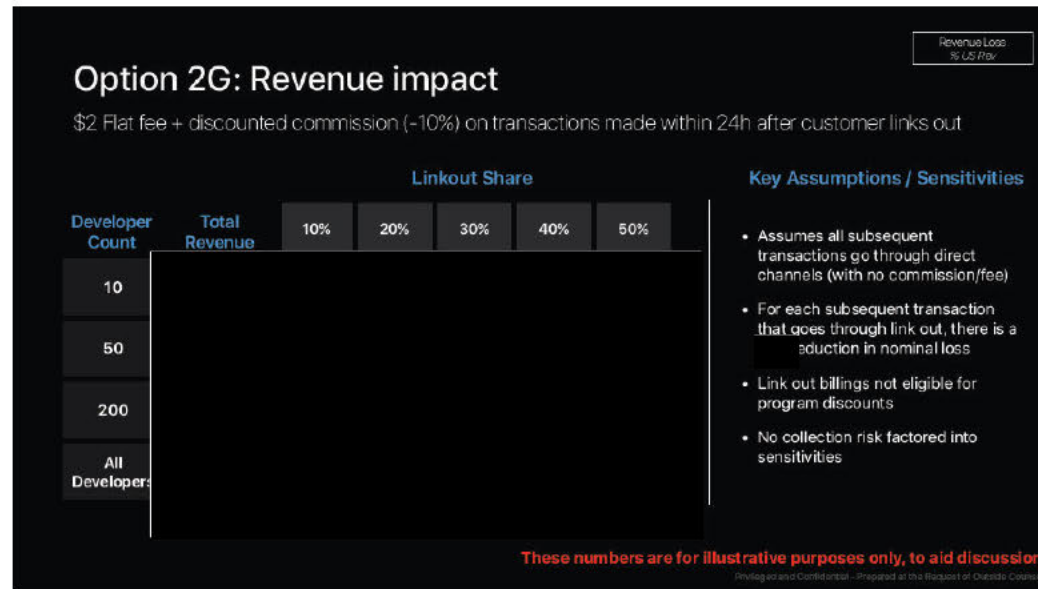 Revenue Loss
% US Rev
Option 2G: Revenue impact
$2 Flat fee + discounted commission (-10%) on transactions made within 24h after customer links out
Linkout Share
Developer Count
Total Revenue
10%
20%
30%
40%
50%
10
50
200
All
Developers
Key Assumptions / Sensitivities
• Assumes all subsequent
transactions go through direct
channels (with no commission/fee)
• For each subsequent transaction
that goes through link out, there is a
eduction in nominal loss
• Link out billings not eligible for
program discounts
• No collection risk factored into
sensitivities
These numbers are for illustrative purposes only, to aid discussion
Privileged and Confidential – Prepared at the Request of Outside Counse